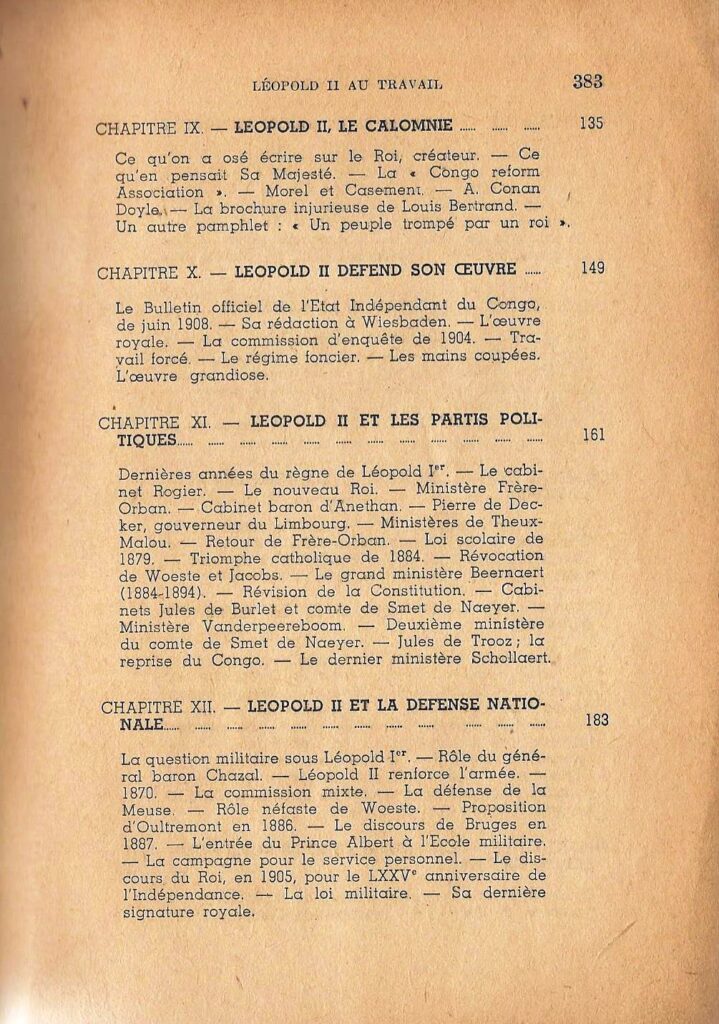 LÉOPOLD II AU TRAVAIL 383
CHAPITRE IX. — LEOPOLD II, LE CALOMNIE ...... ...... ...... 135
Ce qu'on a osé écrire sur le Roi, créateur. — Ce
qu'en pensait Sa Majesté. — La « Congo reform
Association ». — Morel et Casement. — A. Conan
Doyle. — La brochure injurieuse de Louis Bertrand. —
Un autre pamphlet : « Un peuple trompé par un roi ».
CHAPITRE X. — LEOPOLD II DEFEND SON ŒUVRE ...... 149
Le Bulletin officiel de l'Etat Indépendant du Congo,
de juin 1908. — Sa rédaction à Wiesbaden. — L'œuvre
royale. — La commission d'enquête de 1904. — Tra-
vail forcé. — Le régime foncier. — Les mains coupées.
L'œuvre grandiose.
CHAPITRE XI. — LEOPOLD II ET LES PARTIS POLI-
TIQUES...... ...... ...... ...... ...... ...... ...... ...... ...... ...... ...... ...... 161
Dernières années du règne de Léopold Iᵉʳ. — Le cabi-
net Rogier. — Le nouveau Roi. — Ministère Frère-
Orban. — Cabinet baron d'Anethan. — Pierre de Dec-
ker, gouverneur du Limbourg. — Ministères de Theux-
Malou. — Retour de Frère-Orban. — Loi scolaire de
1879. — Triomphe catholique de 1884. — Révocation
de Woeste et Jacobs. — Le grand ministère Beernaert
(1884-1894). — Révision de la Constitution. — Cabi-
nets Jules de Burlet et comte de Smet de Naeyer. —
Ministère Vanderpeereboom. — Deuxième ministère
du comte de Smet de Naeyer. — Jules de Trooz ; la
reprise du Congo. — Le dernier ministère Schollaert.
CHAPITRE XII. — LEOPOLD II ET LA DEFENSE NATIO-
NALE...... ...... ...... ...... ...... ...... ...... ...... ...... ...... ...... ...... 183
La question militaire sous Léopold Iᵉʳ. — Rôle du géné-
ral baron Chazal. — Léopold II renforce l'armée. —
1870. — La commission mixte. — La défense de la
Meuse. — Rôle néfaste de Woeste. — Proposition
d'Oultremont en 1886. — Le discours de Bruges en
1887. — L'entrée du Prince Albert à l'Ecole militaire.
— La campagne pour le service personnel. — Le dis-
cours du Roi, en 1905, pour le LXXVᵉ anniversaire de
l'Indépendance. — La loi militaire. — Sa dernière
signature royale.